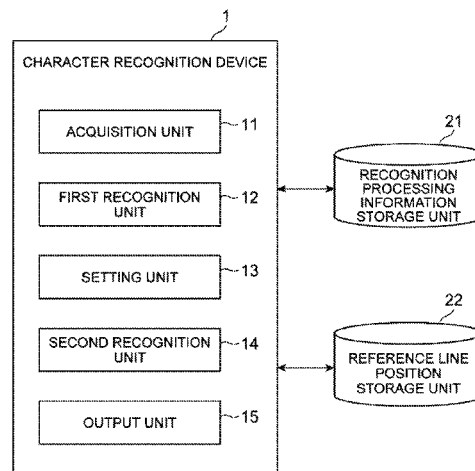 1
CHARACTER RECOGNITION DEVICE
ACQUISITION UNIT
11
FIRST RECOGNITION
UNIT
12
SETTING UNIT
13
SECOND RECOGNITION
UNIT
14
OUTPUT UNIT
15
21
RECOGNITION
PROCESSING
INFORMATION
STORAGE UNIT
22
REFERENCE LINE
POSITION
STORAGE UNIT